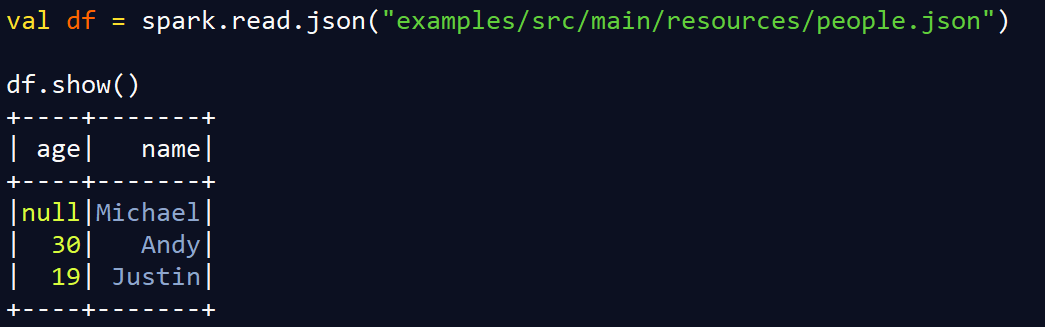 val df = spark.read.json("examples/src/main/resources/people.json")
df.show()
+----+-------+
| age|   name|
+----+-------+
|null|Michael|
|  30|   Andy|
|  19| Justin|
+----+-------+